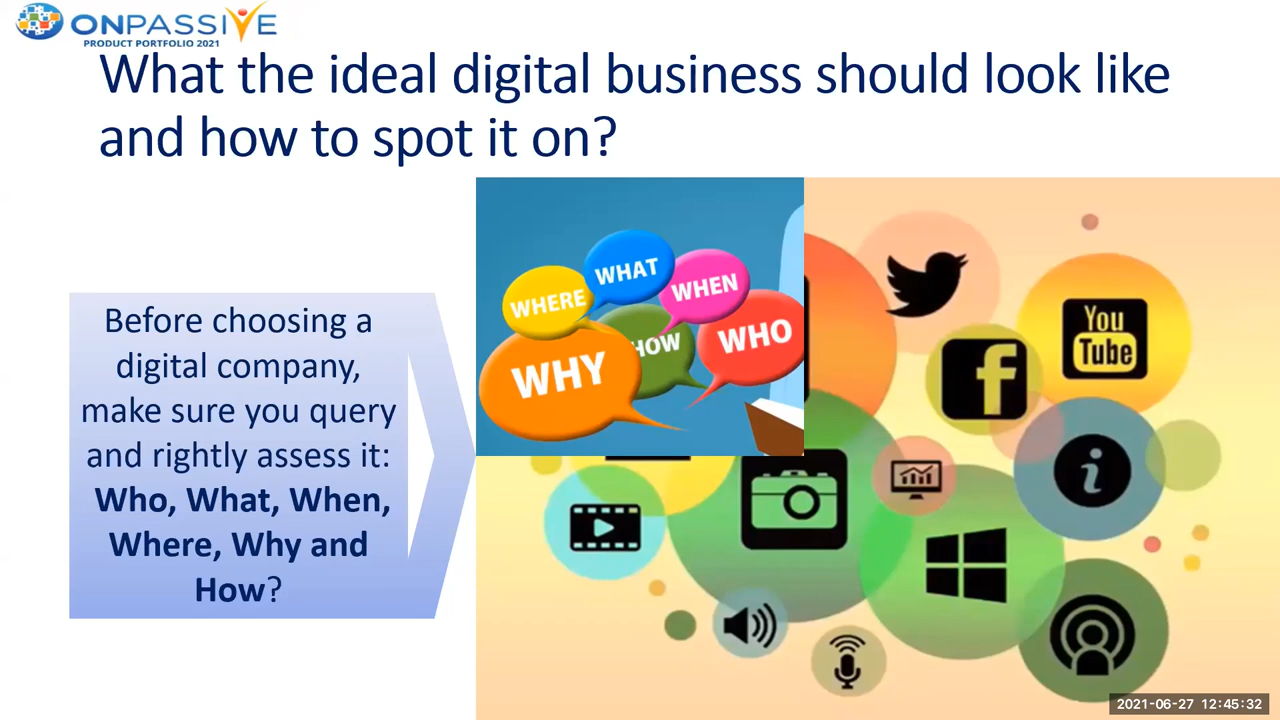 ONPASSIVE
PRODUCT PORTFOLIO 2021
What the ideal digital business should look like
and how to spot it on?
Before choosing a
digital company,
make sure you query
and rightly assess it:
Who, What, When,
Where, Why and
How?
WHERE
WHAT
WHEN
WHY
HOW
WHO
You
Tube
f
i
2021-06-27 12:45:32